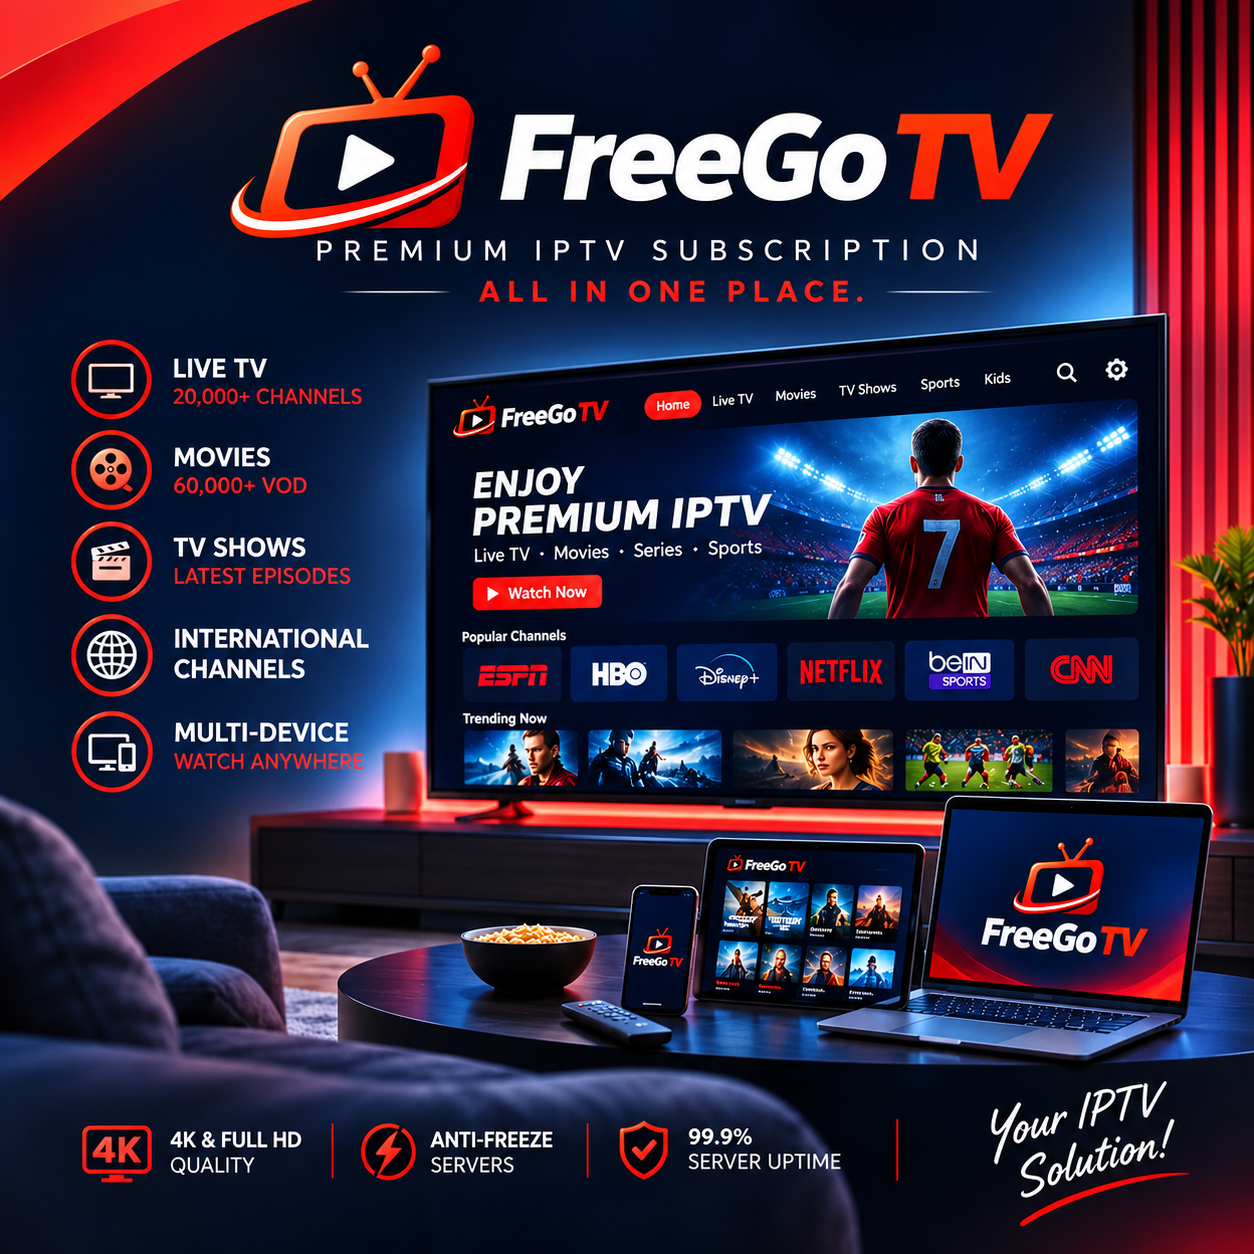 FreeGo TV
PREMIUM IPTV SUBSCRIPTION
ALL IN ONE PLACE.
LIVE TV
20,000+ CHANNELS
MOVIES
60,000+ VOD
TV SHOWS
LATEST EPISODES
INTERNATIONAL
CHANNELS
MULTI-DEVICE
WATCH ANYWHERE
FreeGo TV
Home
Live TV
Movies
TV Shows
Sports
Kids
ENJOY
PREMIUM IPTV
Live TV • Movies • Series • Sports
Watch Now
7
Popular Channels
ESPN
HBO
Disney+
NETFLIX
beIN
SPORTS
CNN
Trending Now
FreeGo TV
FreeGo TV
FreeGo TV
4K
4K & FULL HD
QUALITY
ANTI-FREEZE
SERVERS
99.9%
SERVER UPTIME
Your IPTV
Solution!